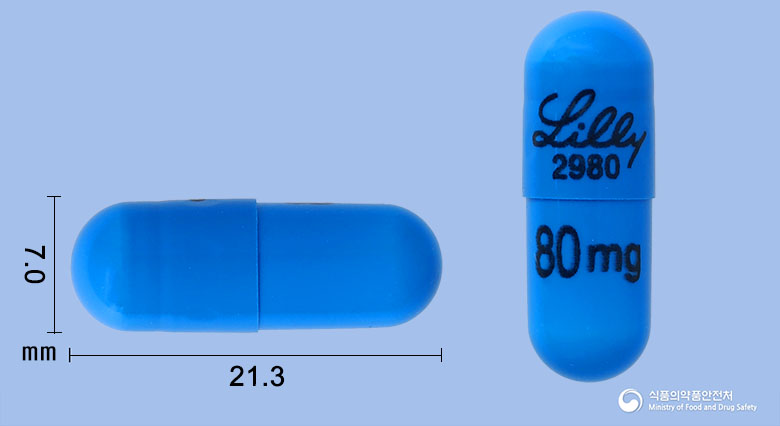 Lilly
2980
80 mg
7.0
mm
21.3
식품의약품안전처
Ministry of Food and Drug Safety